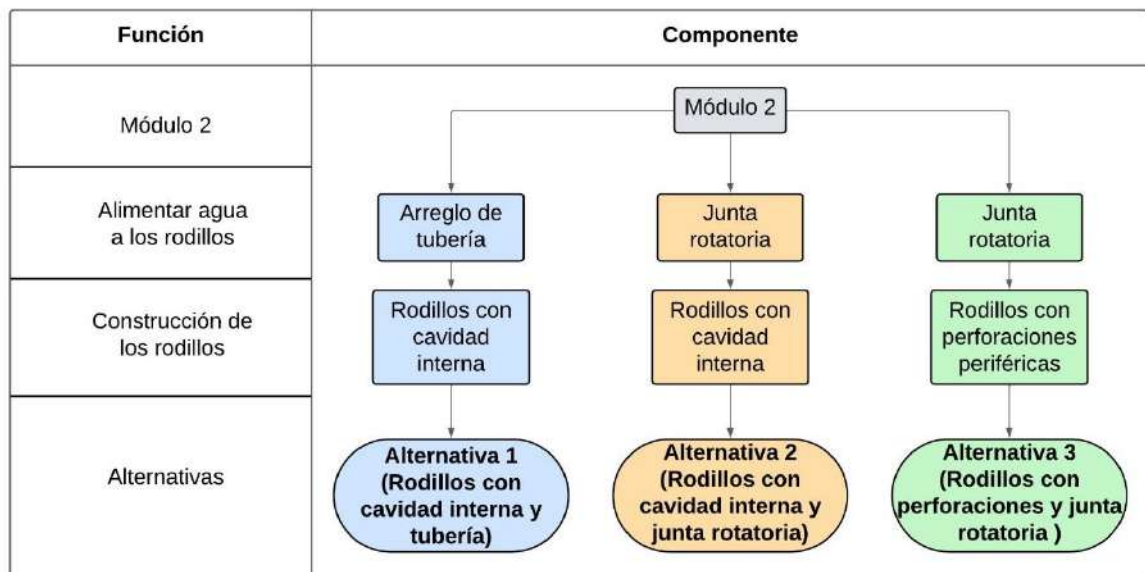 Función
Componente
Módulo 2
Módulo 2
Alimentar agua
a los rodillos
Arreglo de
tubería
Junta
rotatoria
Junta
rotatoria
Construcción de
los rodillos
Rodillos con
cavidad
interna
Rodillos con
cavidad
interna
Rodillos con
perforaciones
periféricas
Alternativas
Alternativa 1
(Rodillos con
cavidad interna y
tubería)
Alternativa 2
(Rodillos con
cavidad interna y
junta rotatoria)
Alternativa 3
(Rodillos con
perforaciones y junta
rotatoria )